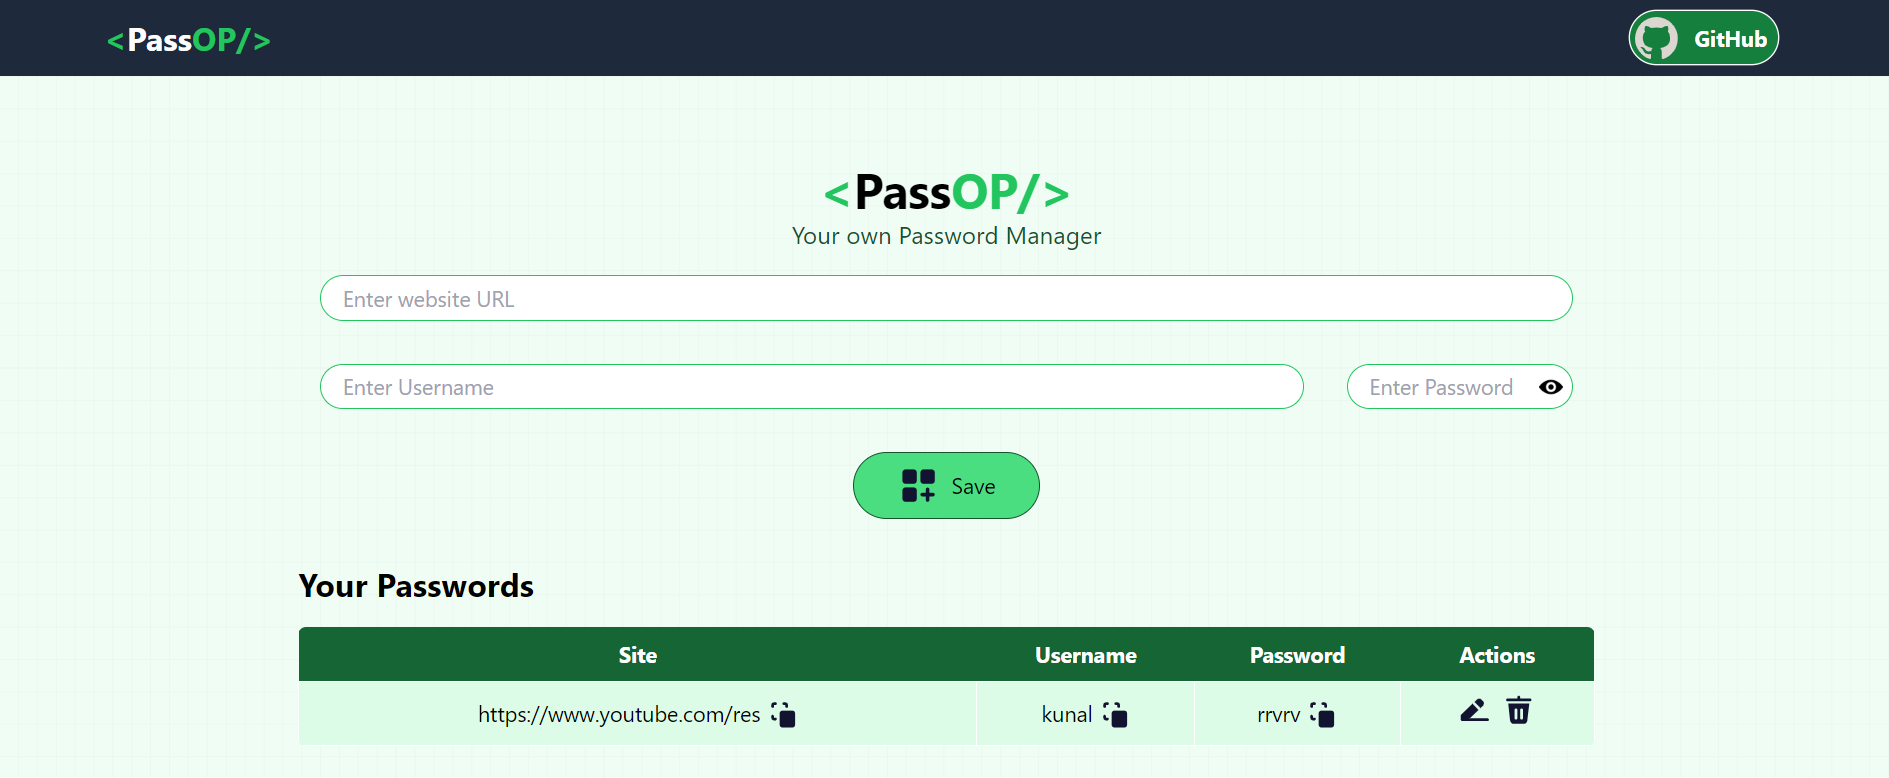 <PassOP/>
GitHub
<PassOP/>
Your own Password Manager
Enter website URL
Enter Username
Enter Password
Save
Your Passwords
Site Username Password Actions
https://www.youtube.com/res kunal rrvrv